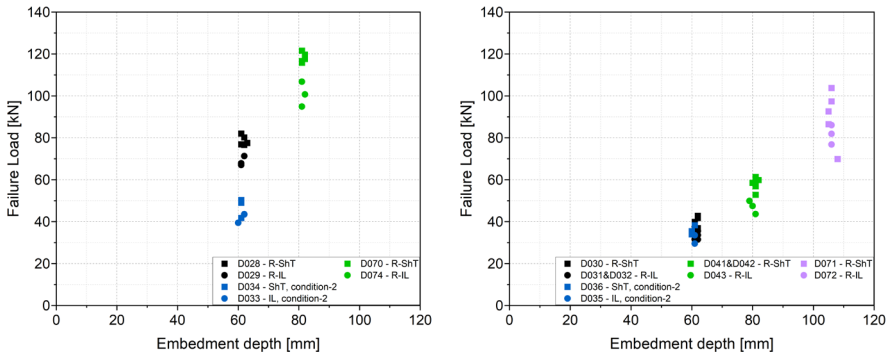 140
120
100
80
60
40
20
0
Failure Load [kN]
D028 - R-ShT
D029 - R-IL
D034 - ShT, condition-2
D033 - IL, condition-2
D070 - R-ShT
D074 - R-IL
0 20 40 60 80 100 120
Embedment depth [mm]
140
120
100
80
60
40
20
0
Failure Load [kN]
D030 - R-ShT
D031&D032 - R-IL
D036 - ShT, condition-2
D035 - IL, condition-2
D041&D042 - R-ShT
D043 - R-IL
D071 - R-ShT
D072 - R-IL
0 20 40 60 80 100 120
Embedment depth [mm]